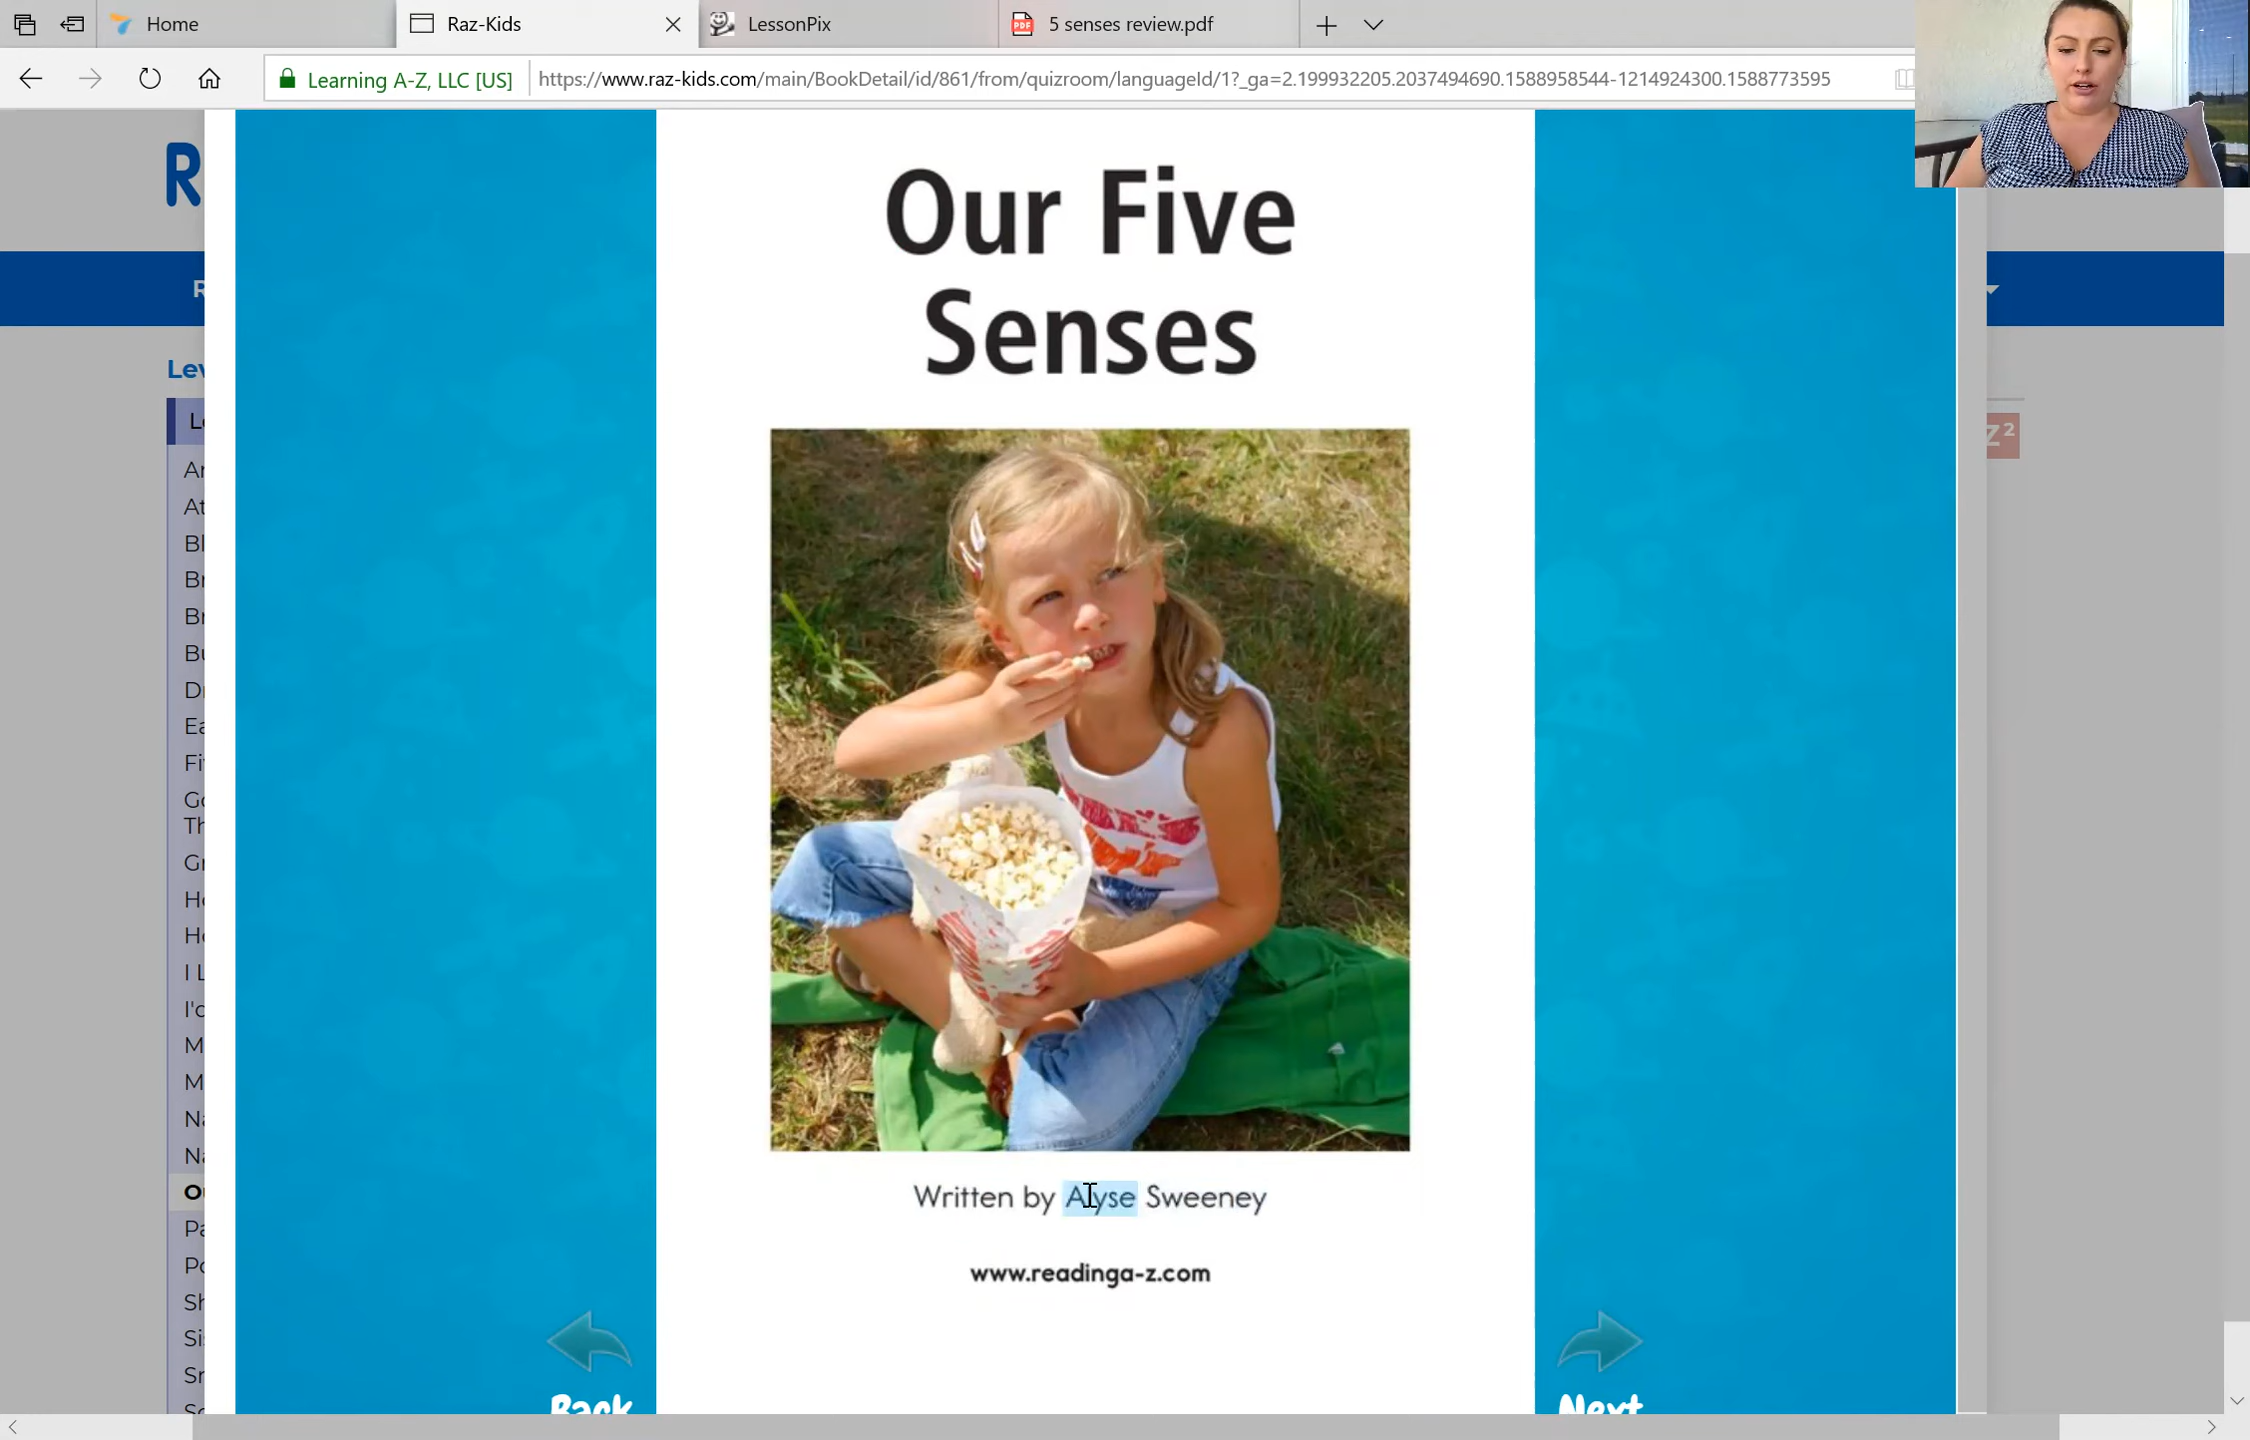 Home
Raz-Kids
LessonPix
5 senses review.pdf
Learning A-Z, LLC [US]
https://www.raz-kids.com/main/BookDetail/id/861/from/quizroom/languageId/1?_ga=2.199932205.2037494690.1588958544-1214924300.1588773595
Our Five
Senses
Written by Alyse Sweeney
www.readinga-z.com
Back
Next